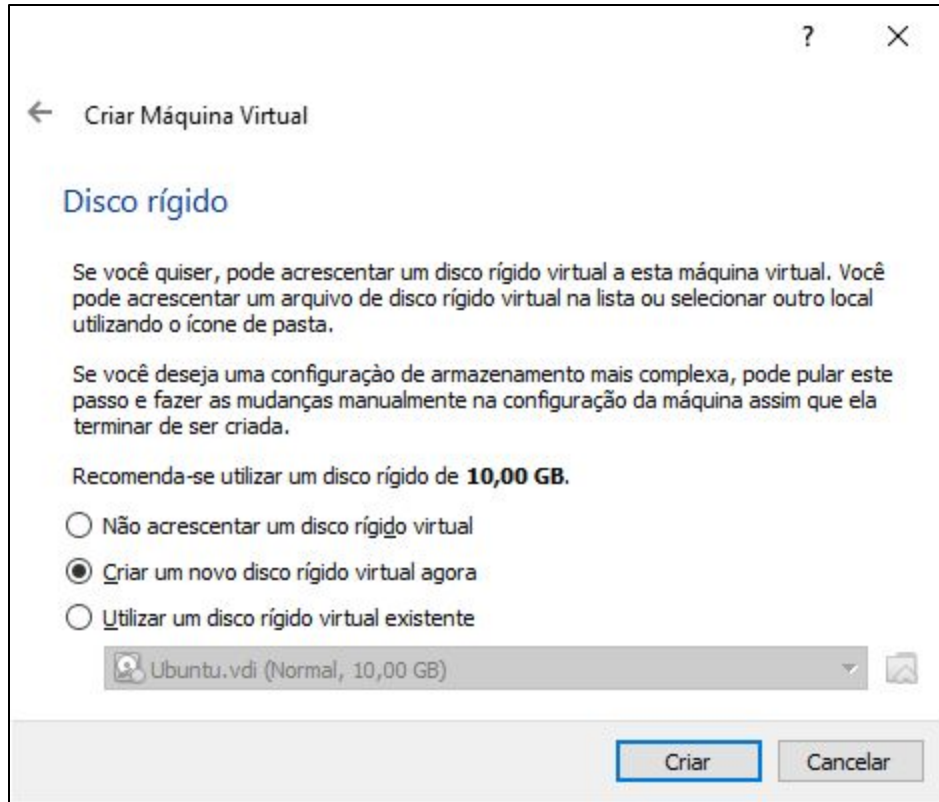 ?
Criar Máquina Virtual
Disco rígido
Se você quiser, pode acrescentar um disco rígido virtual a esta máquina virtual. Você
pode acrescentar um arquivo de disco rígido virtual na lista ou selecionar outro local
utilizando o ícone de pasta.
Se você deseja uma configuraçào de armazenamento mais complexa, pode pular este
passo e fazer as mudanças manualmente na configuração da máquina assim que ela
terminar de ser criada.
Recomenda-se utilizar um disco rígido de 10,00 GB.
Não acrescentar um disco rígido virtual
Criar um novo disco rígido virtual agora
Utilizar um disco rígido virtual existente
Ubuntu.vdi (Normal, 10,00 GB)
Criar Cancelar